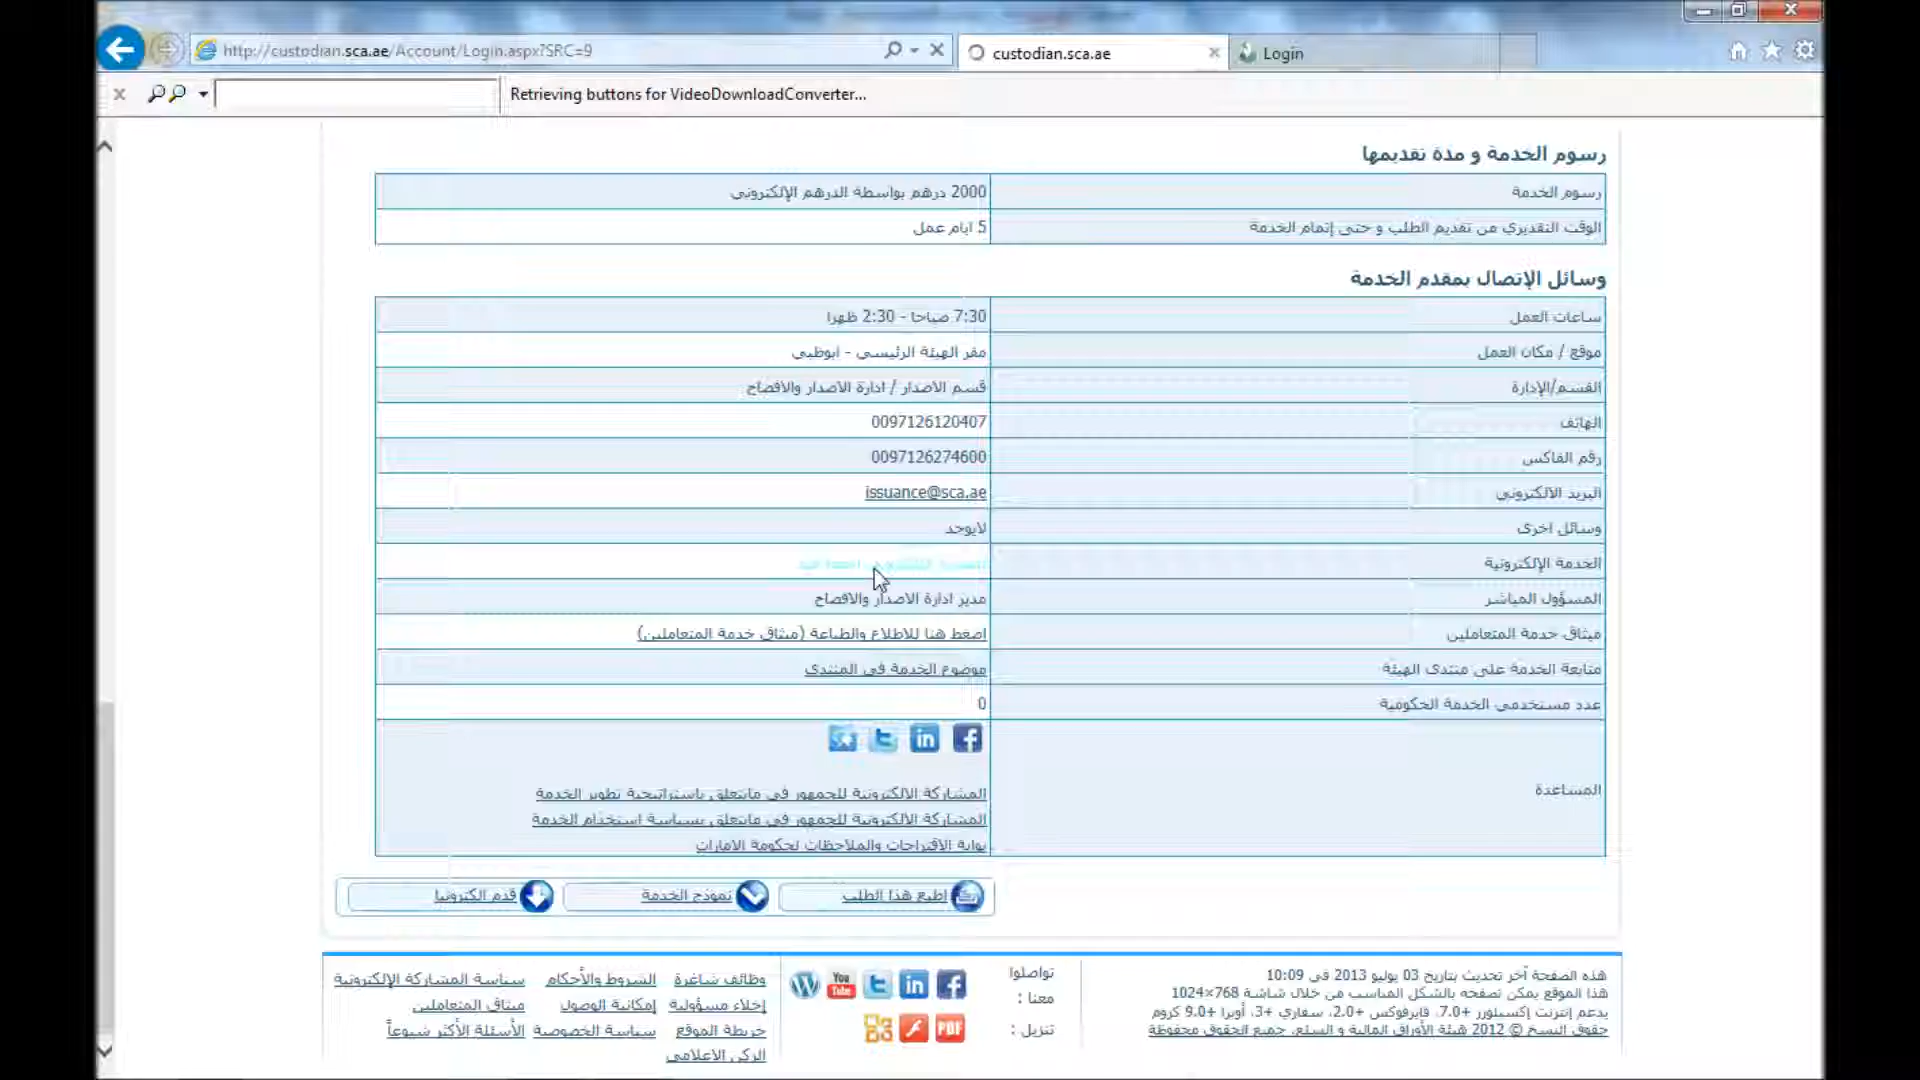 http://custodian.sca.ae/Account/Login.aspx?SRC=9
custodian.sca.ae
Login
Retrieving buttons for VideoDownloadConverter...
رسوم الخدمة و مدة تقديمها
رسوم الخدمة 2000 درهم بواسطة الدرهم الإلكتروني
الوقت التقديري من تقديم الطلب و حتى إتمام الخدمة 5 ايام عمل
وسائل الإتصال بمقدم الخدمة
ساعات العمل 7:30 صباحا - 2:30 ظهرا
موقع / مكان العمل مقر الهيئة الرئيسي - ابوظبي
القسم/الإدارة قسم الاصدار / ادارة الاصدار والافصاح
الهاتف 0097126120407
رقم الفاكس 0097126274600
البريد الالكتروني issuance@sca.ae
وسائل اخرى لايوجد
الخدمة الإلكترونية
المسؤول المباشر مدير ادارة الاصدار والافصاح
ميثاق خدمة المتعاملين اضغط هنا للاطلاع والطباعة (ميثاق خدمة المتعاملين)
متابعة الخدمة على منتدى الهيئة موضوع الخدمة في المنتدى
عدد مستخدمي الخدمة الحكومية 0
المساعدة
المشاركة الالكترونية للجمهور في مايتعلق باستراتيجية تطوير الخدمة
المشاركة الالكترونية للجمهور في مايتعلق بسياسة استخدام الخدمة
بوابة الاقتراحات والملاحظات لحكومة الامارات
اطبع هذا الطلب نموذج الخدمة قدم الكترونيا
هذه الصفحة آخر تحديث بتاريخ 03 يوليو 2013 في 10:09
هذا الموقع يمكن تصفحه بالشكل المناسب من خلال شاشة 768×1024
يدعم إنترنت إكسبلورر +7.0، فايرفوكس +2.0، سفاري +3، أوبرا +9.0 كروم
حقوق النسخ © 2012 هيئة الأوراق المالية و السلع، جميع الحقوق محفوظة
تواصلوا
معنا :
تنزيل :
You
Tube
PDF
وظائف شاغرة الشروط والأحكام سياسة المشاركة الإلكترونية
إخلاء مسؤولية إمكانية الوصول ميثاق المتعاملين
خريطة الموقع سياسة الخصوصية الأسئلة الأكثر شيوعاً
الركن الاعلامي